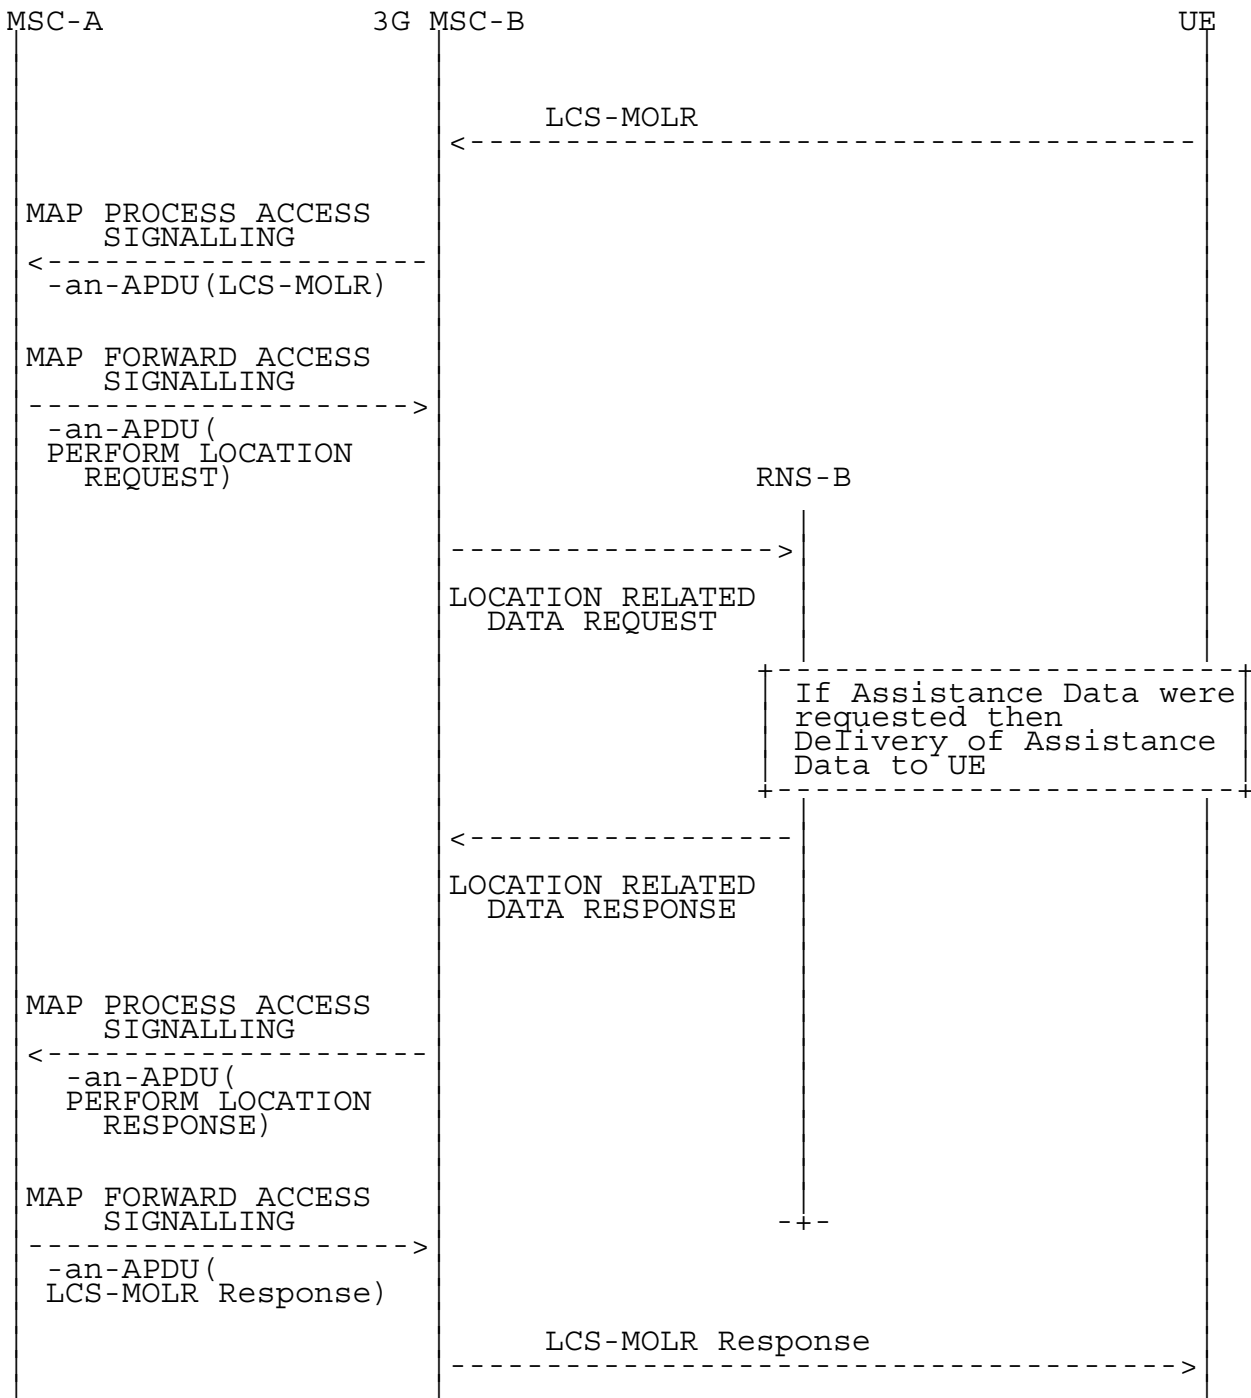 MSC-A 3G MSC-B UE
LCS-MOLR
MAP PROCESS ACCESS
SIGNALLING
-an-APDU(LCS-MOLR)
MAP FORWARD ACCESS
SIGNALLING
-an-APDU(
PERFORM LOCATION
REQUEST)
RNS-B
LOCATION RELATED
DATA REQUEST
If Assistance Data were
requested then
Delivery of Assistance
Data to UE
LOCATION RELATED
DATA RESPONSE
MAP PROCESS ACCESS
SIGNALLING
-an-APDU(
PERFORM LOCATION
RESPONSE)
MAP FORWARD ACCESS
SIGNALLING
-an-APDU(
LCS-MOLR Response)
LCS-MOLR Response